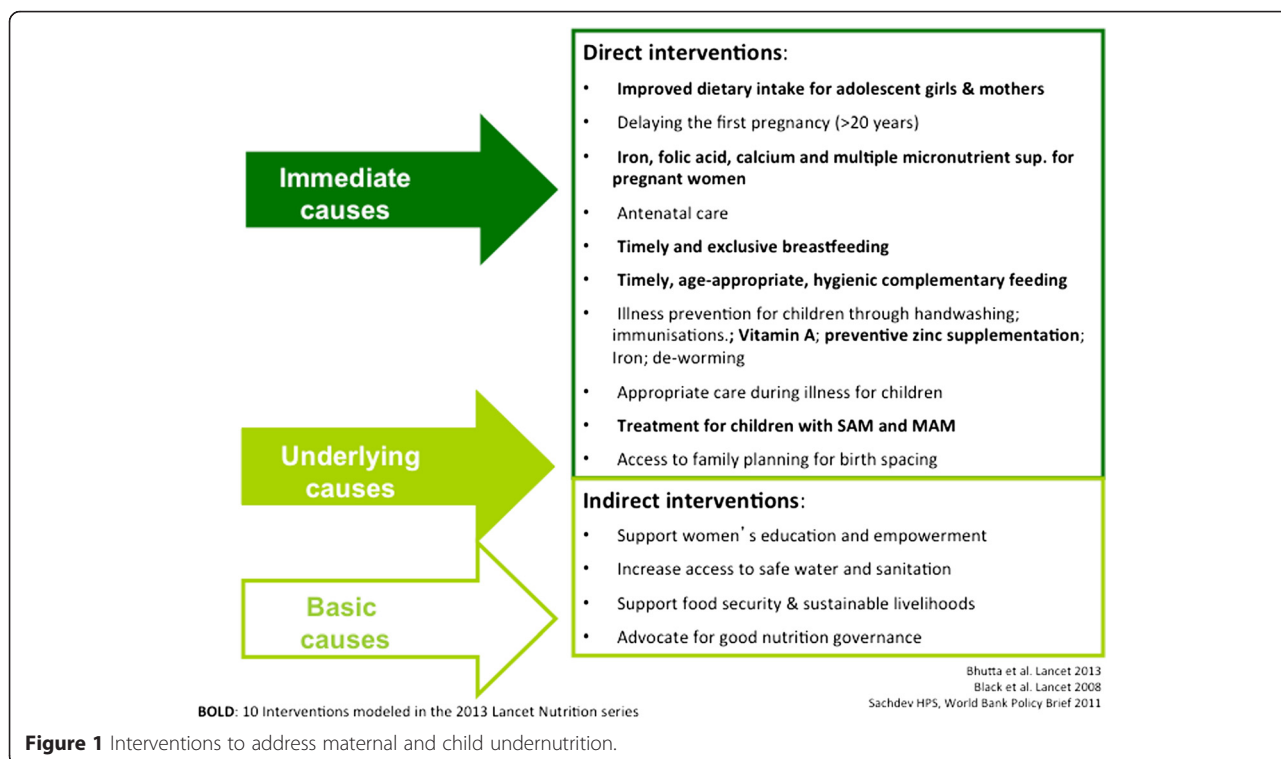 Direct interventions:
• Improved dietary intake for adolescent girls & mothers
• Delaying the first pregnancy (>20 years)
• Iron, folic acid, calcium and multiple micronutrient sup. for
pregnant women
• Antenatal care
• Timely and exclusive breastfeeding
• Timely, age-appropriate, hygienic complementary feeding
• Illness prevention for children through handwashing;
immunisations.; Vitamin A; preventive zinc supplementation;
Iron; de-worming
• Appropriate care during illness for children
• Treatment for children with SAM and MAM
• Access to family planning for birth spacing
Immediate
causes
Underlying
causes
Indirect interventions:
• Support women's education and empowerment
• Increase access to safe water and sanitation
• Support food security & sustainable livelihoods
• Advocate for good nutrition governance
Basic
causes
Bhutta et al. Lancet 2013
Black et al. Lancet 2008
Sachdev HPS, World Bank Policy Brief 2011
BOLD: 10 Interventions modeled in the 2013 Lancet Nutrition series
Figure 1 Interventions to address maternal and child undernutrition.